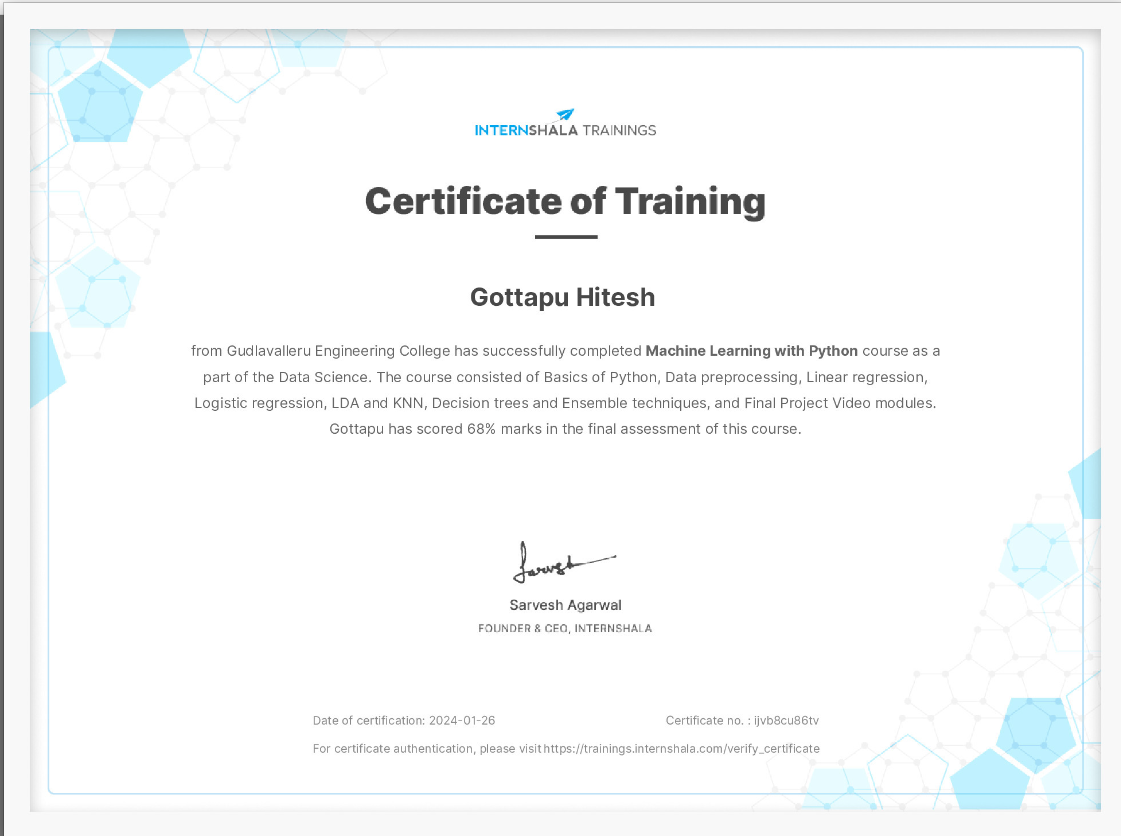 INTERNSHALA TRAININGS
Certificate of Training
Gottapu Hitesh
from Gudlavalleru Engineering College has successfully completed Machine Learning with Python course as a
part of the Data Science. The course consisted of Basics of Python, Data preprocessing, Linear regression,
Logistic regression, LDA and KNN, Decision trees and Ensemble techniques, and Final Project Video modules.
Gottapu has scored 68% marks in the final assessment of this course.
Sarvesh
Sarvesh Agarwal
FOUNDER & CEO, INTERNSHALA
Date of certification: 2024-01-26 Certificate no. : ijvb8cu86tv
For certificate authentication, please visit https://trainings.internshala.com/verify_certificate